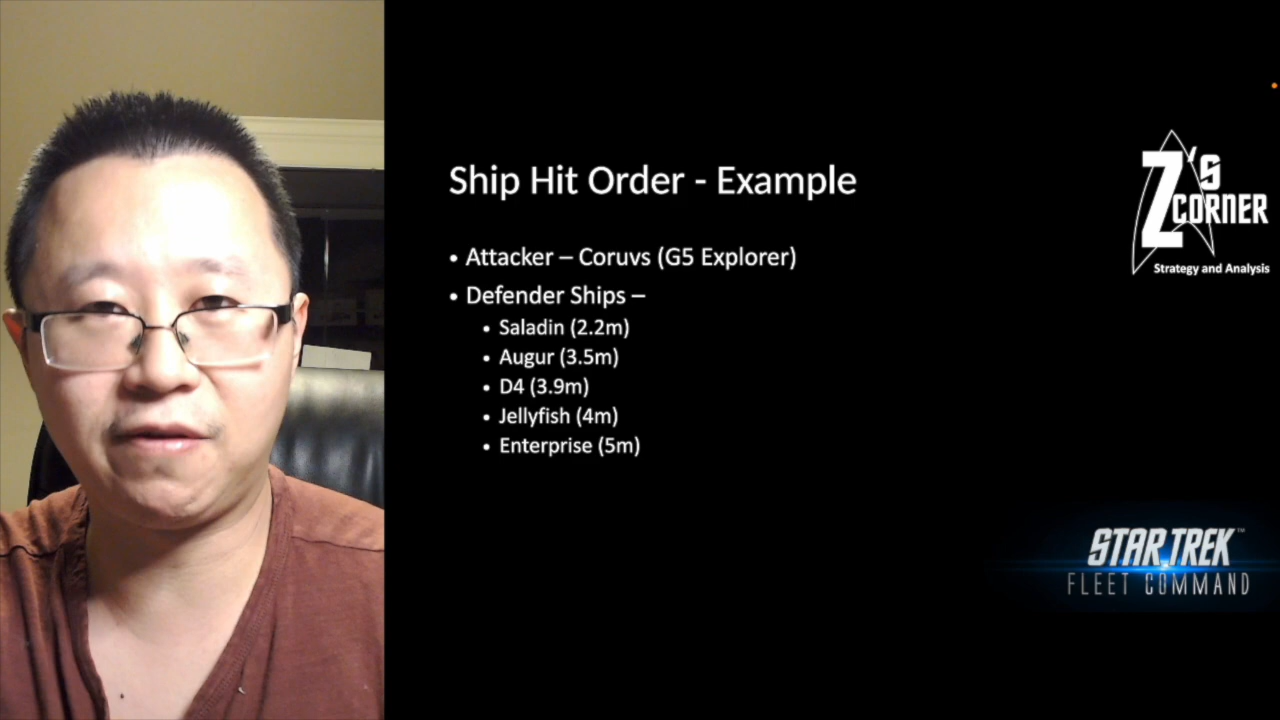 Ship Hit Order - Example
• Attacker – Coruvs (G5 Explorer)
• Defender Ships –
• Saladin (2.2m)
• Augur (3.5m)
• D4 (3.9m)
• Jellyfish (4m)
• Enterprise (5m)
Z's
CORNER
Strategy and Analysis
STAR TREK™
FLEET COMMAND